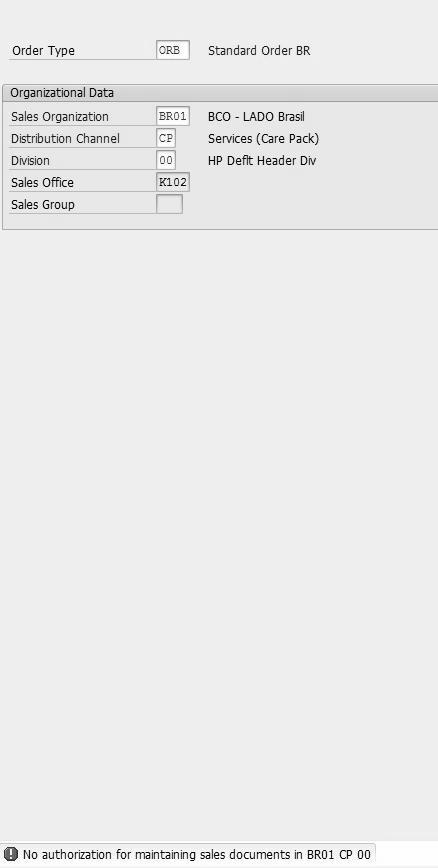 Order Type ORB Standard Order BR
Organizational Data
Sales Organization BR01 BCO - LADO Brasil
Distribution Channel CP Services (Care Pack)
Division 00 HP Deflt Header Div
Sales Office K102
Sales Group
No authorization for maintaining sales documents in BR01 CP 00